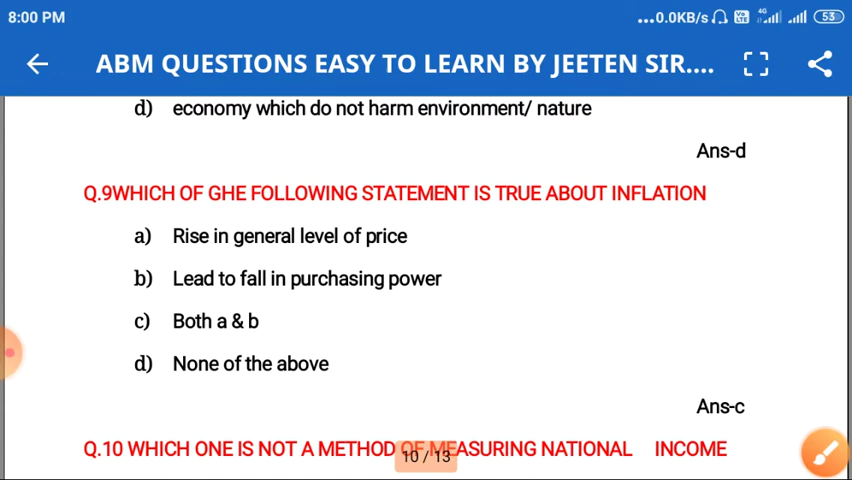 8:00 PM
...0.0KB/s 4G 53
ABM QUESTIONS EASY TO LEARN BY JEETEN SIR....
d) economy which do not harm environment/ nature
Ans-d
Q.9WHICH OF GHE FOLLOWING STATEMENT IS TRUE ABOUT INFLATION
a) Rise in general level of price
b) Lead to fall in purchasing power
c) Both a & b
d) None of the above
Ans-c
Q.10 WHICH ONE IS NOT A METHOD OF MEASURING NATIONAL INCOME
10 / 13